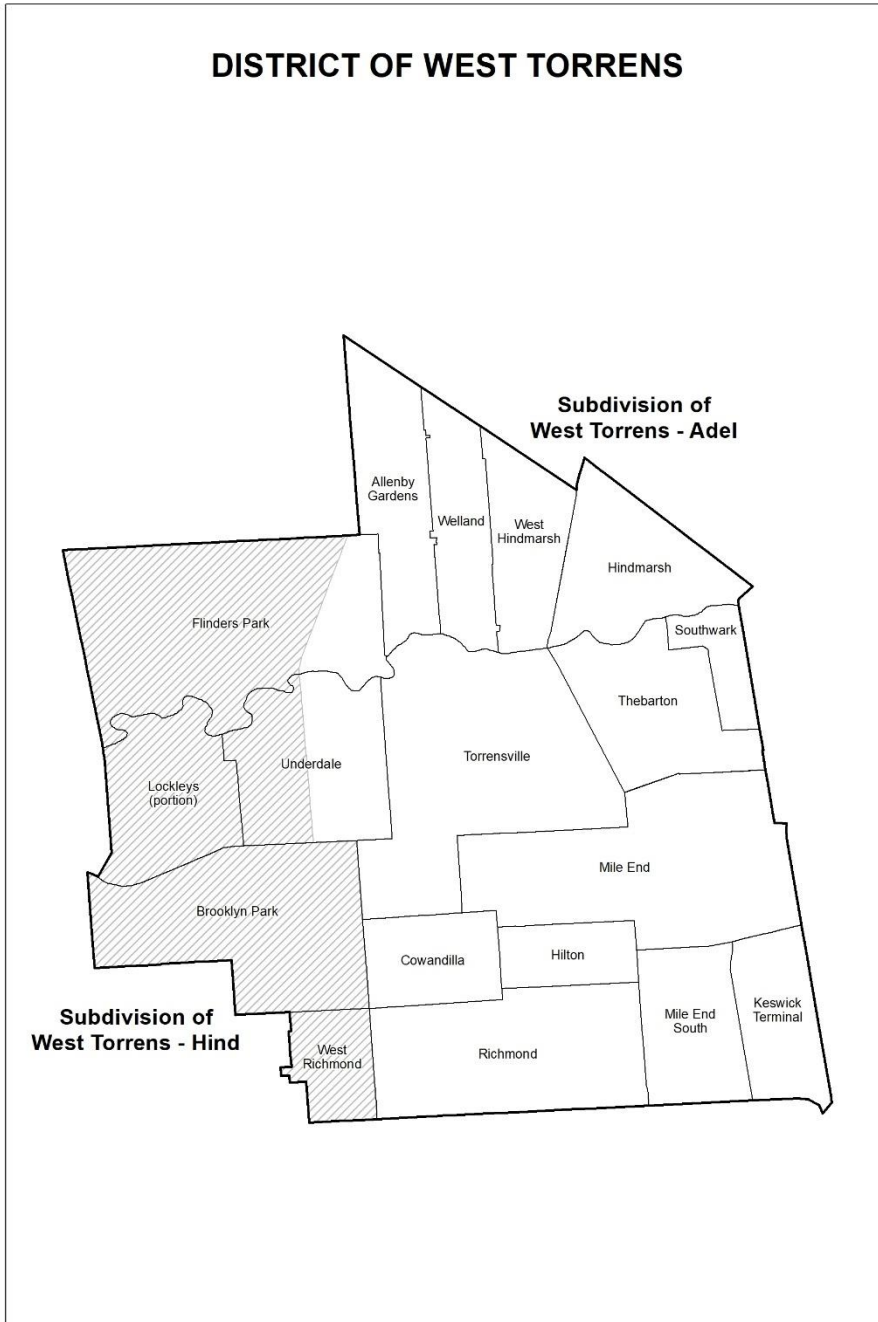 DISTRICT OF WEST TORRENS
Subdivision of
West Torrens - Adel
Allenby
Gardens
Welland
West
Hindmarsh
Hindmarsh
Flinders Park
Southwark
Thebarton
Torrensville
Underdale
Lockleys
(portion)
Mile End
Brooklyn Park
Cowandilla
Hilton
Subdivision of
West Torrens - Hind
West
Richmond
Richmond
Mile End
South
Keswick
Terminal